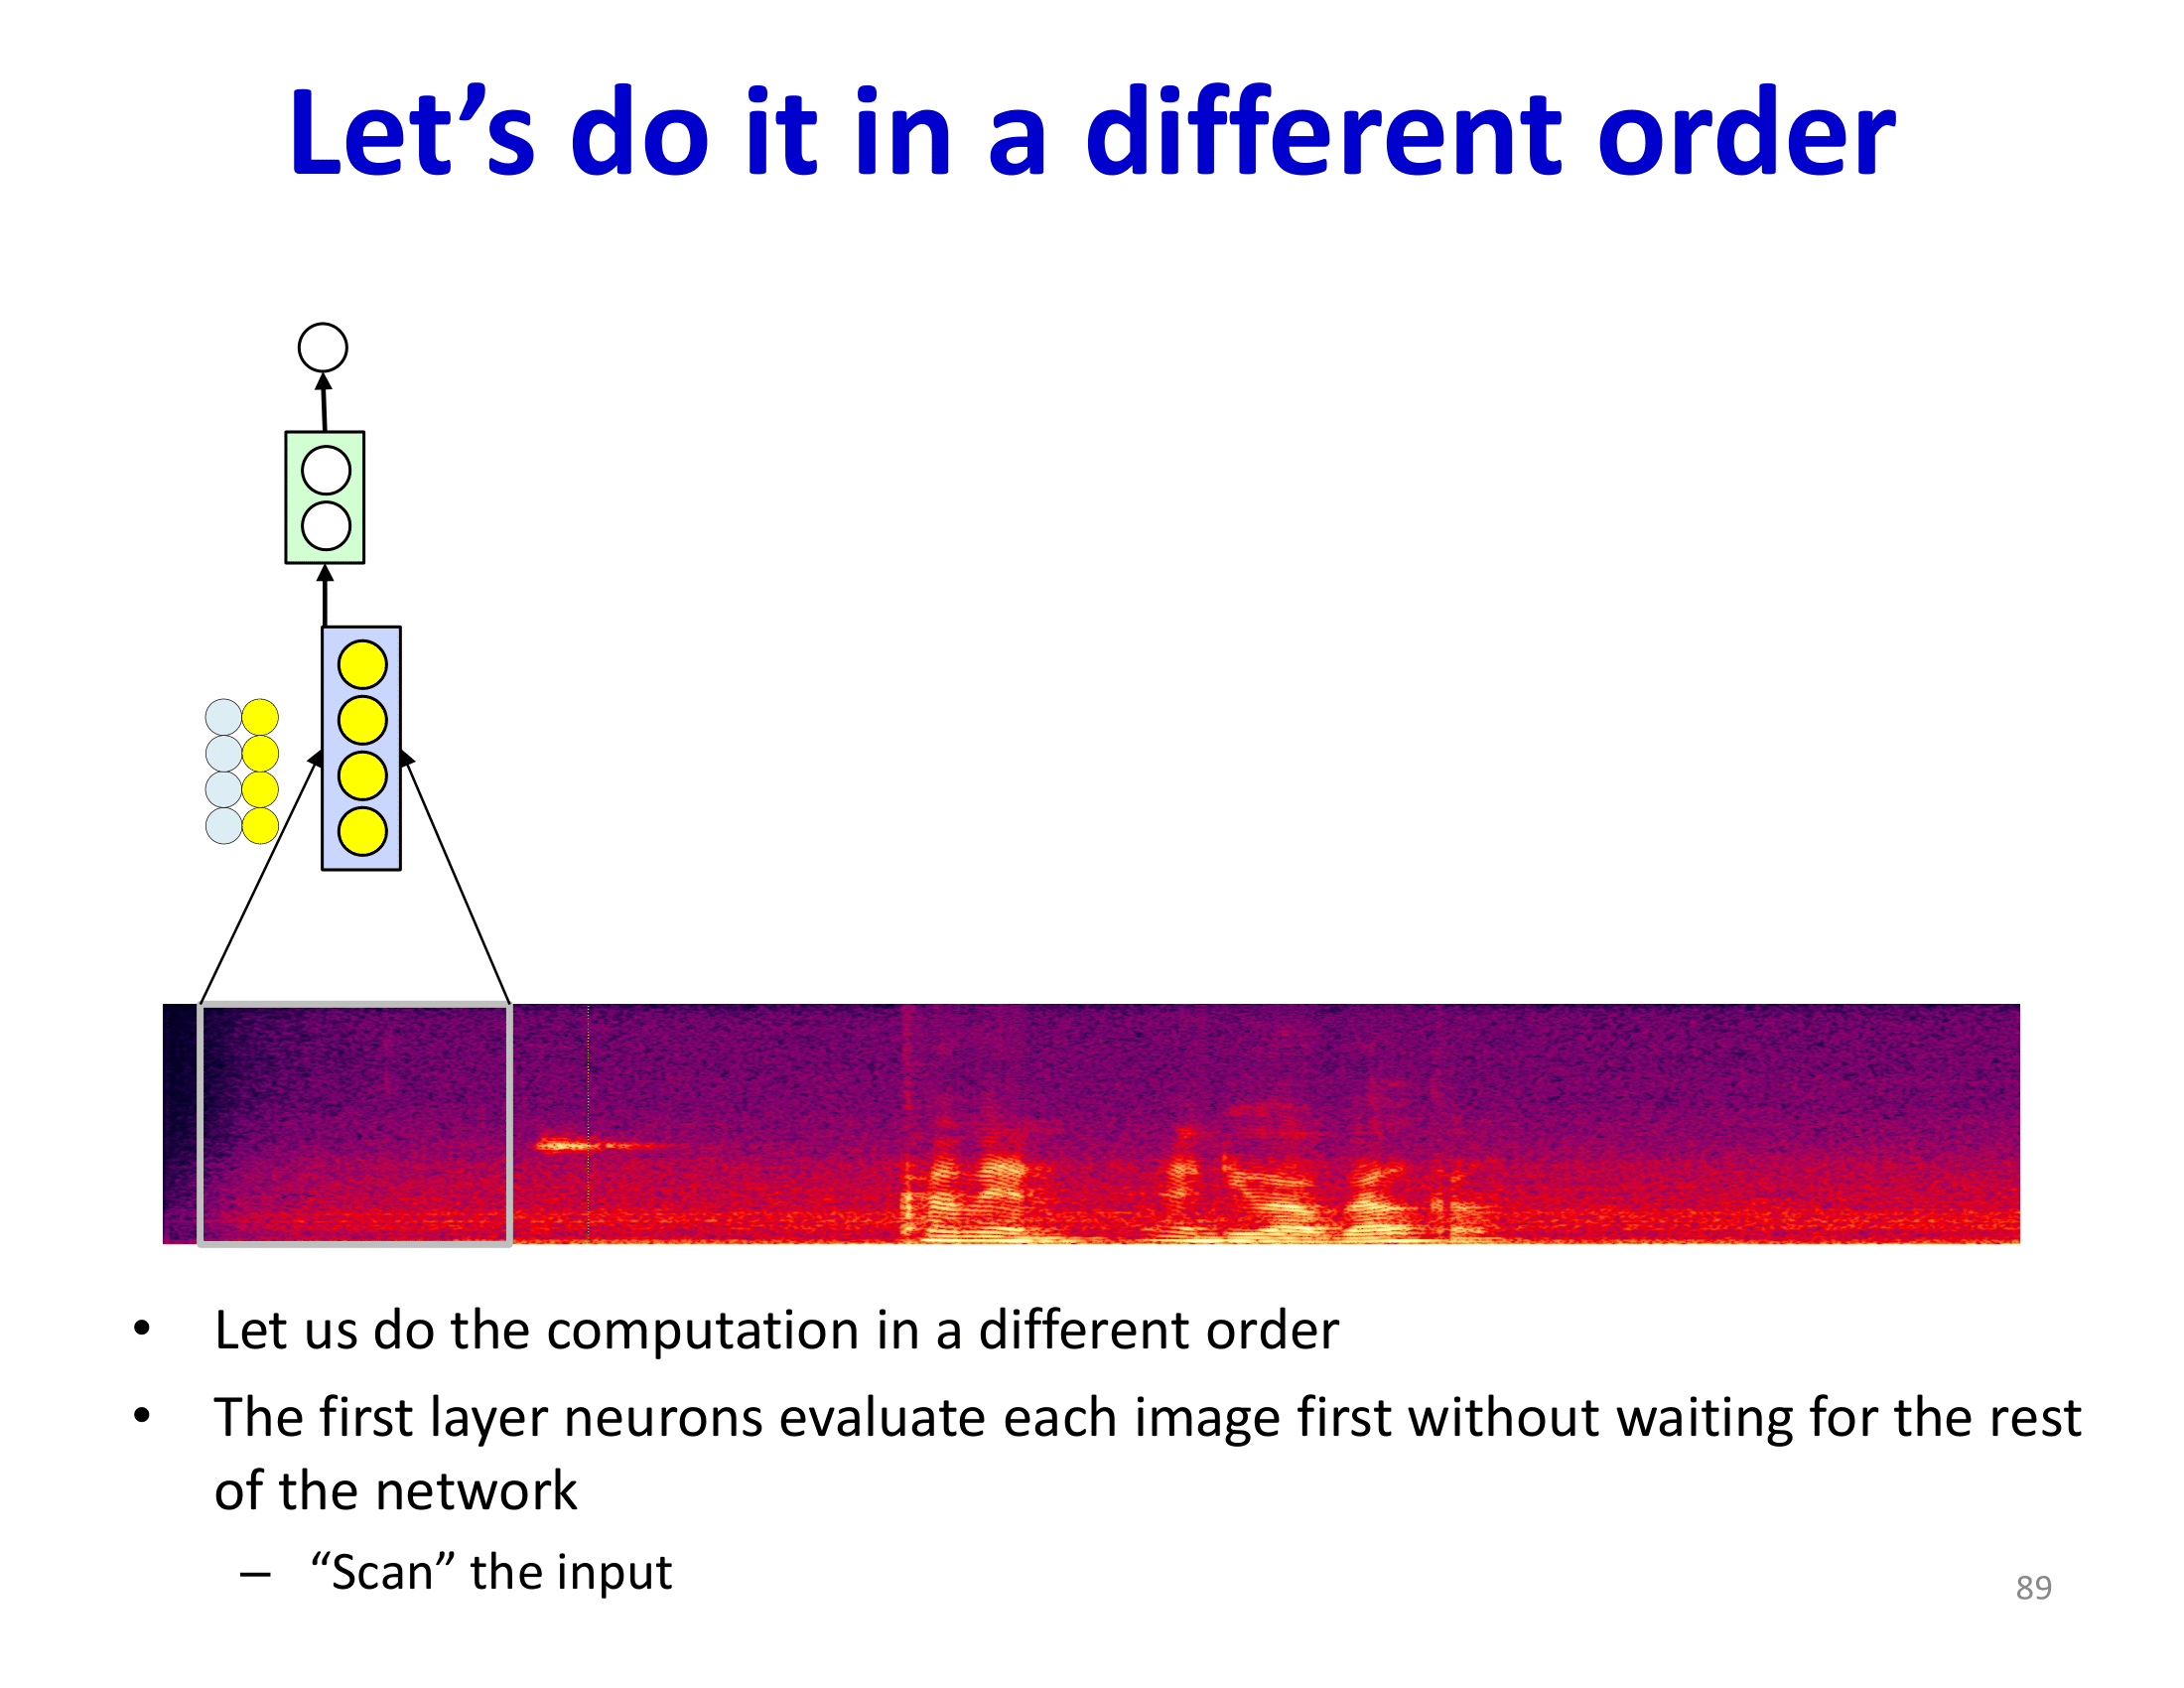 Let’s do it in a different order
• Let us do the computation in a different order
• The first layer neurons evaluate each image first without waiting for the rest
of the network
– “Scan” the input
89